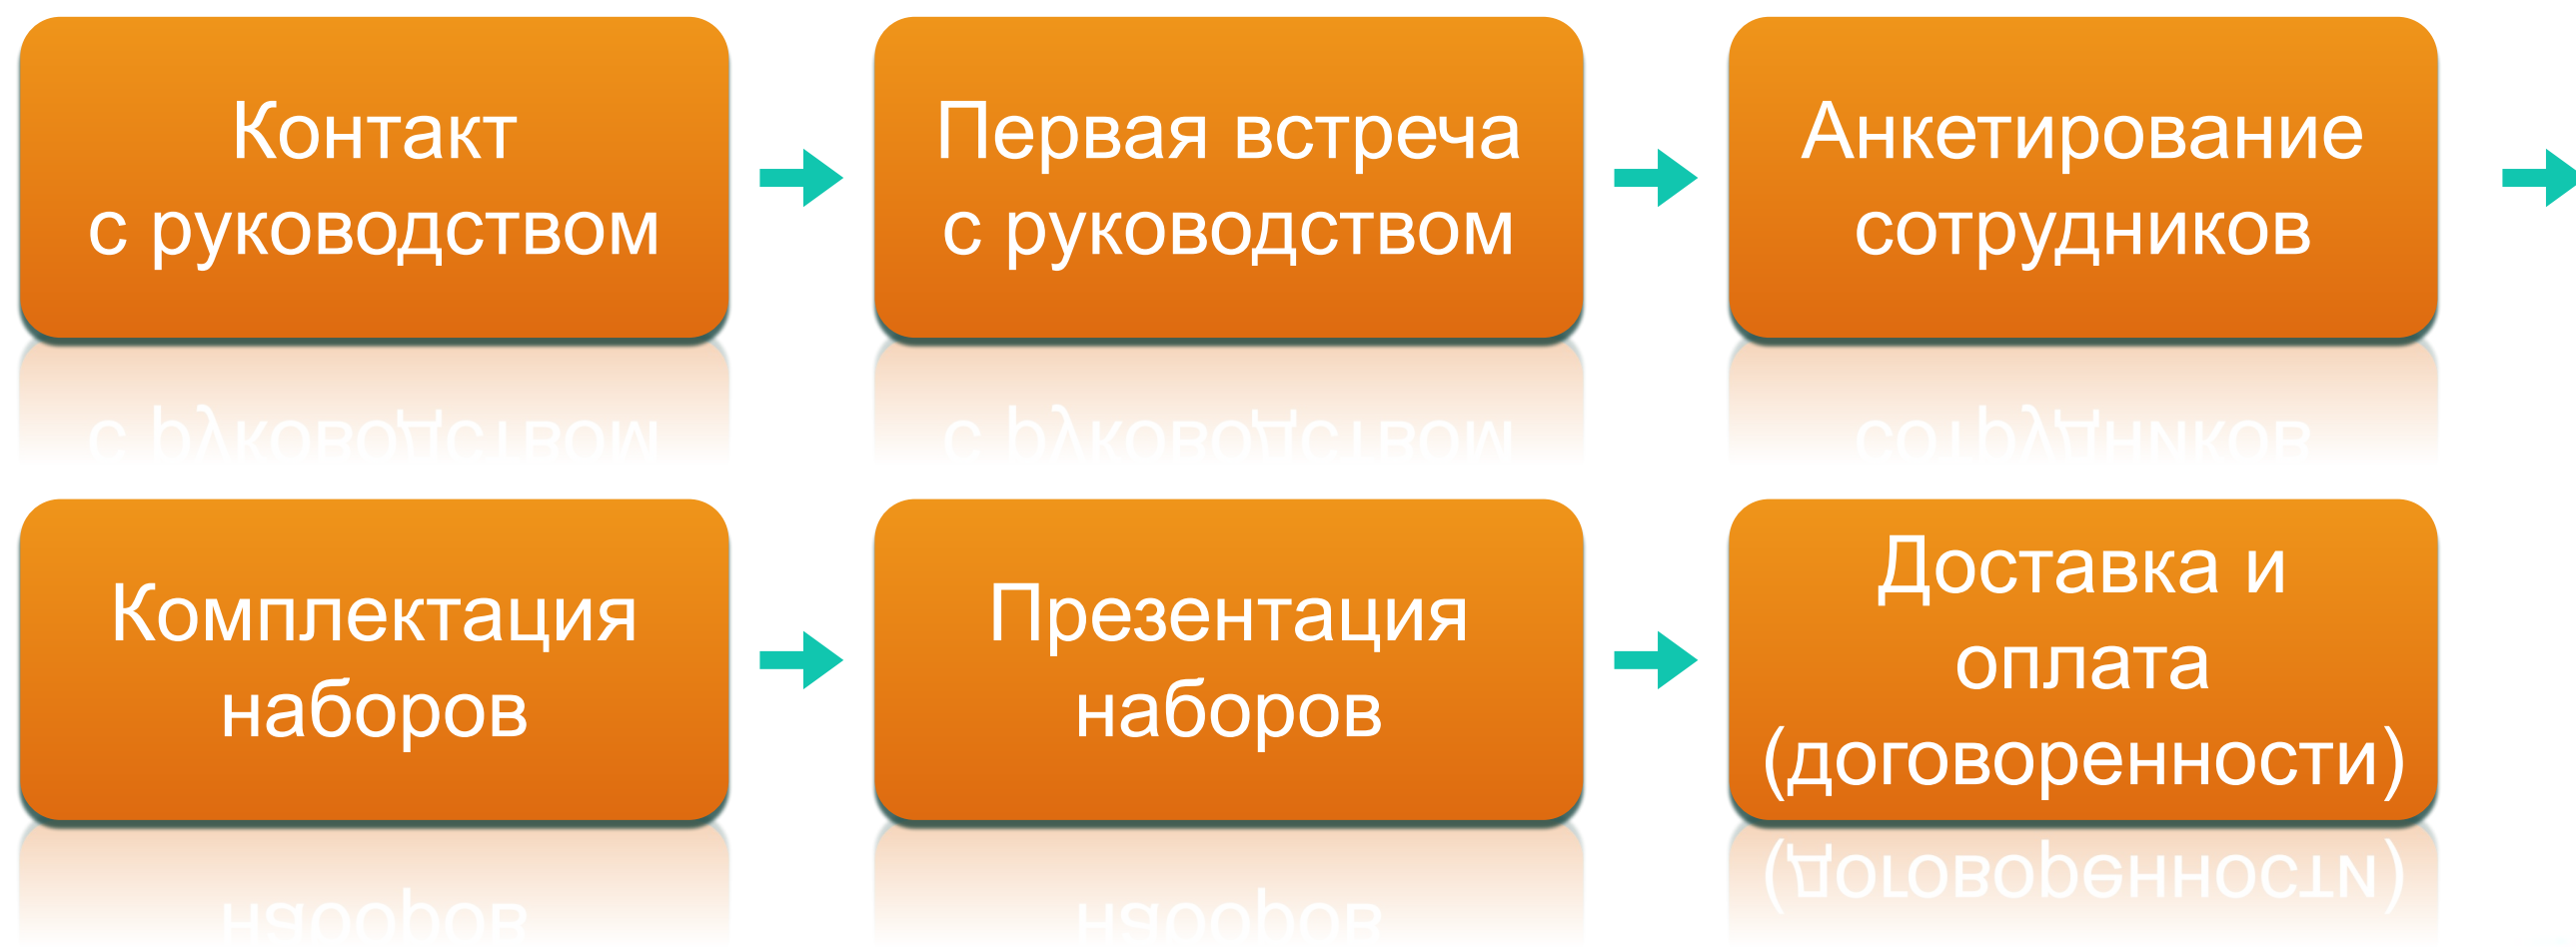 Контакт
с руководством
Первая встреча
с руководством
Анкетирование
сотрудников
Комплектация
наборов
Презентация
наборов
Доставка и
оплата
(договоренности)